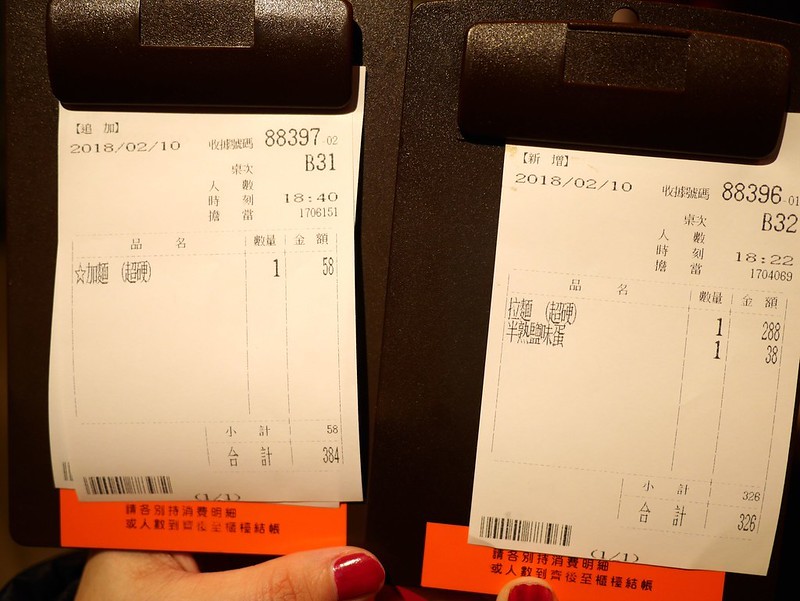 【追 加】
2018/02/10 收據號碼 88397-02
桌次 B31
人 數
時 刻 18:40
擔 當 1706151
品 名 數量 金 額
☆加麵 (超硬) 1 58
小 計 58
合 計 384
(1/1)
請各別持消費明細
或人數到齊後至櫃檯結帳
【新 增】
2018/02/10 收據號碼 88396-01
桌次 B32
人 數
時 刻 18:22
擔 當 1704069
品 名 數量 金 額
拉麵 (超硬) 1 288
半熟鹽味蛋 1 38
小 計 326
合 計 326
(1/1)
請各別持消費明細
或人數到齊後至櫃檯結帳